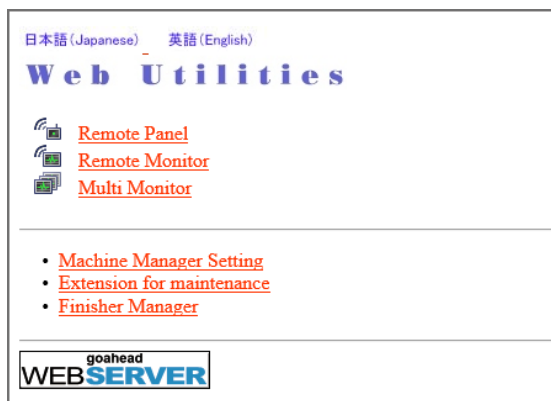 日本語(Japanese) 英語(English)
Web Utilities
Remote Panel
Remote Monitor
Multi Monitor
• Machine Manager Setting
• Extension for maintenance
• Finisher Manager
goahead
WEBSERVER